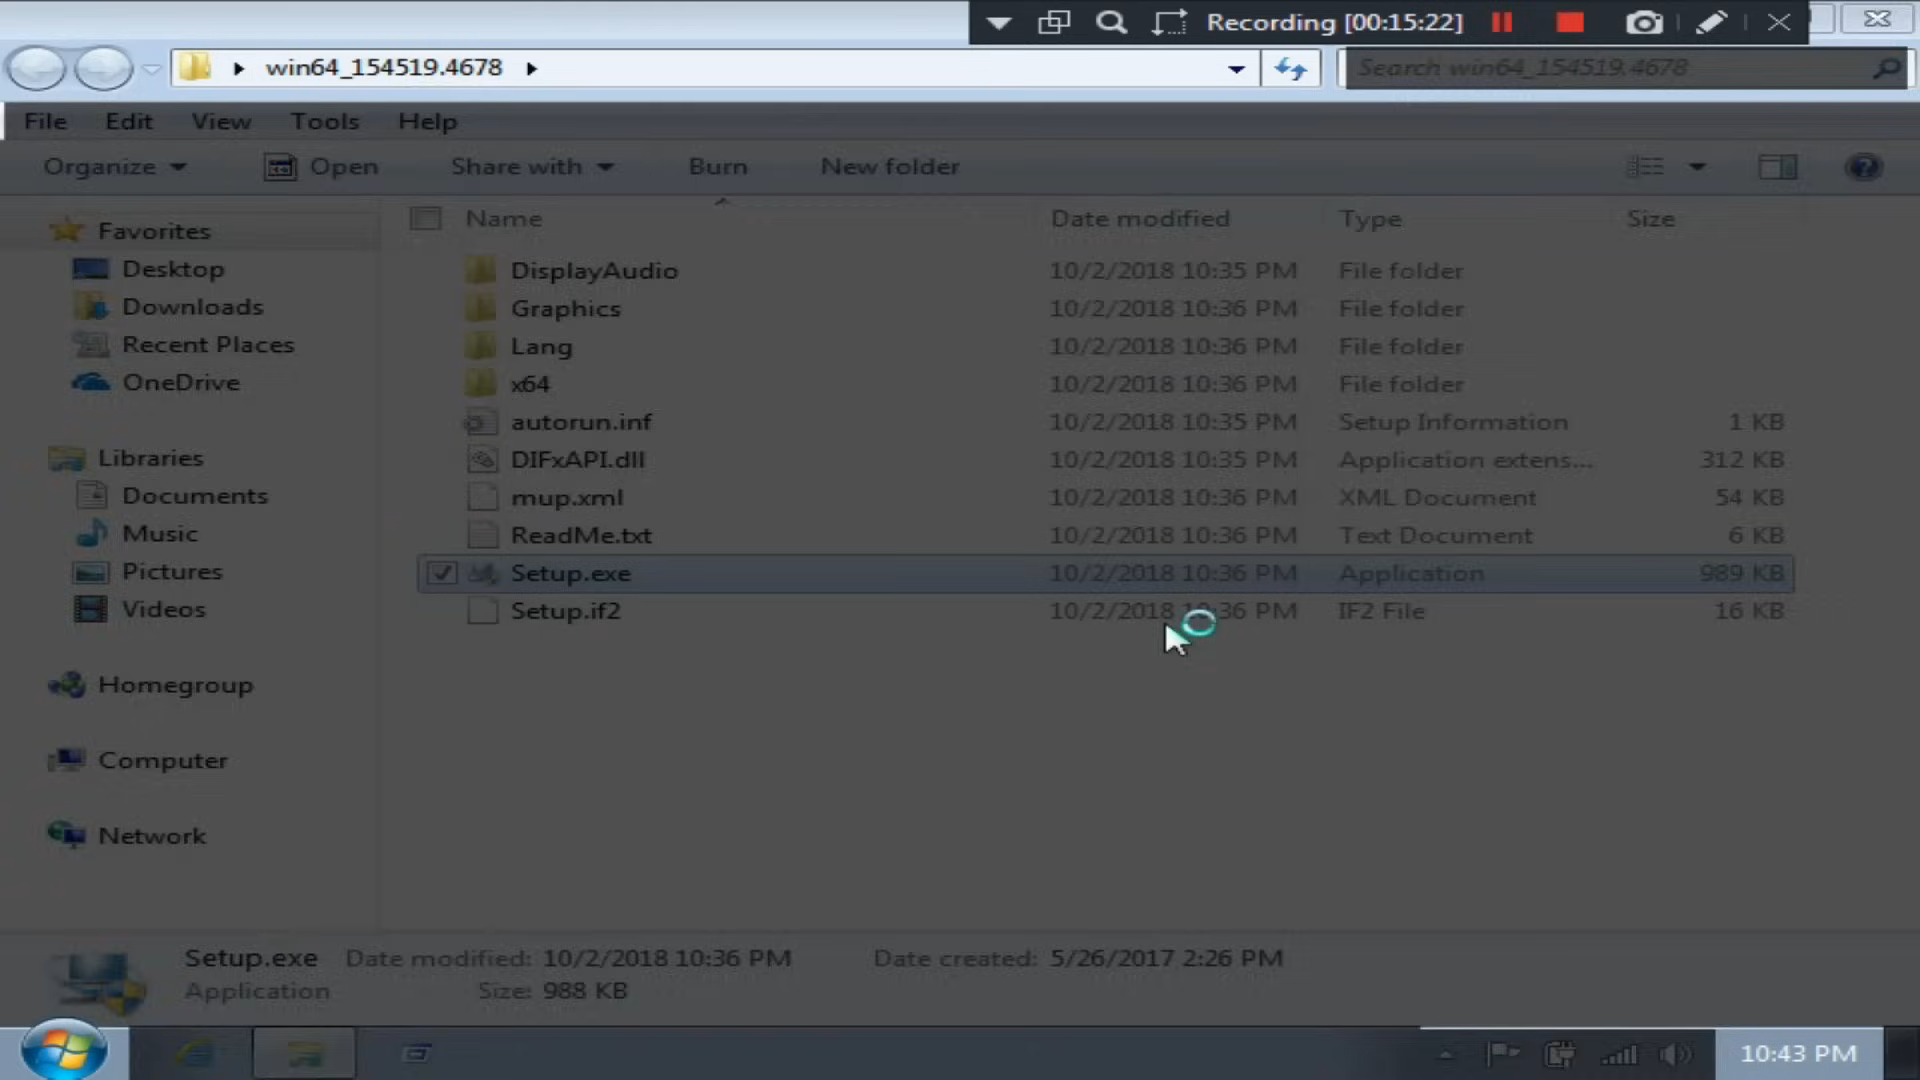 Recording [00:15:22]
win64_154519.4678
Search win64_154519.4678
File Edit View Tools Help
Organize Open Share with Burn New folder
Name Date modified Type Size
Favorites
Desktop
Downloads
Recent Places
OneDrive
Libraries
Documents
Music
Pictures
Videos
Homegroup
Computer
Network
DisplayAudio 10/2/2018 10:35 PM File folder
Graphics 10/2/2018 10:36 PM File folder
Lang 10/2/2018 10:36 PM File folder
x64 10/2/2018 10:36 PM File folder
autorun.inf 10/2/2018 10:35 PM Setup Information 1 KB
DIFxAPI.dll 10/2/2018 10:35 PM Application extens... 312 KB
mup.xml 10/2/2018 10:36 PM XML Document 54 KB
ReadMe.txt 10/2/2018 10:36 PM Text Document 6 KB
Setup.exe 10/2/2018 10:36 PM Application 989 KB
Setup.if2 10/2/2018 10:36 PM IF2 File 16 KB
Setup.exe Date modified: 10/2/2018 10:36 PM Date created: 5/26/2017 2:26 PM
Application Size: 988 KB
10:43 PM